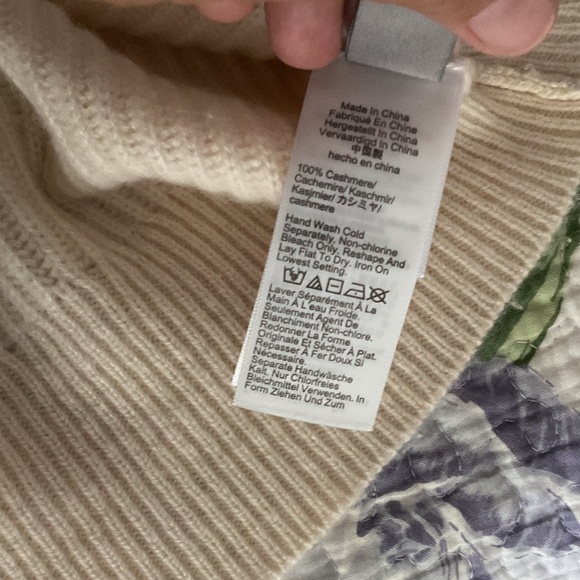 Made In China
Fabriqué En Chine
Hergestellt In China
Vervaardigd In China
中国製
hecho en china
100% Cashmere/
Cachemire/ Kaschmir/
Kasjmier/ カシミヤ/
cashmere
Hand Wash Cold
Separately. Non-chlorine
Bleach Only, Reshape And
Lay Flat To Dry. Iron On
Lowest Setting.
Laver Séparément À La
Main À L'eau Froide.
Seulement Agent De
Blanchiment Non-chlore.
Redonner La Forme
Originale Et Sécher À Plat.
Repasser À Fer Doux Si
Nécessaire.
Separate Handwäsche
Kalt. Nur Chlorfreies
Bleichmittel Verwenden. In
Form Ziehen Und Zum